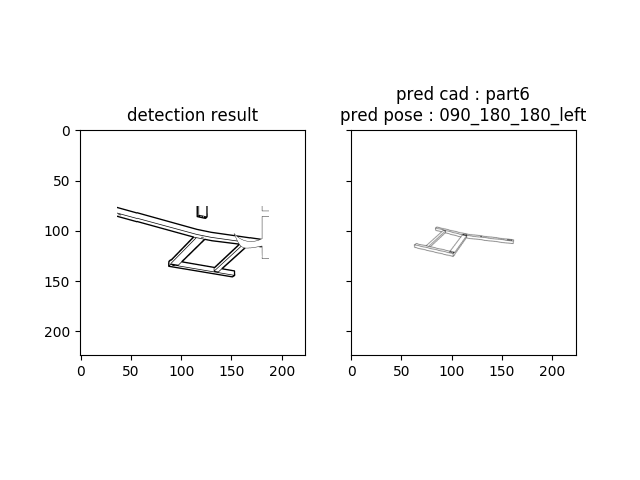 detection result
pred cad : part6
pred pose : 090_180_180_left
0
50
100
150
200
0 50 100 150 200
0 50 100 150 200